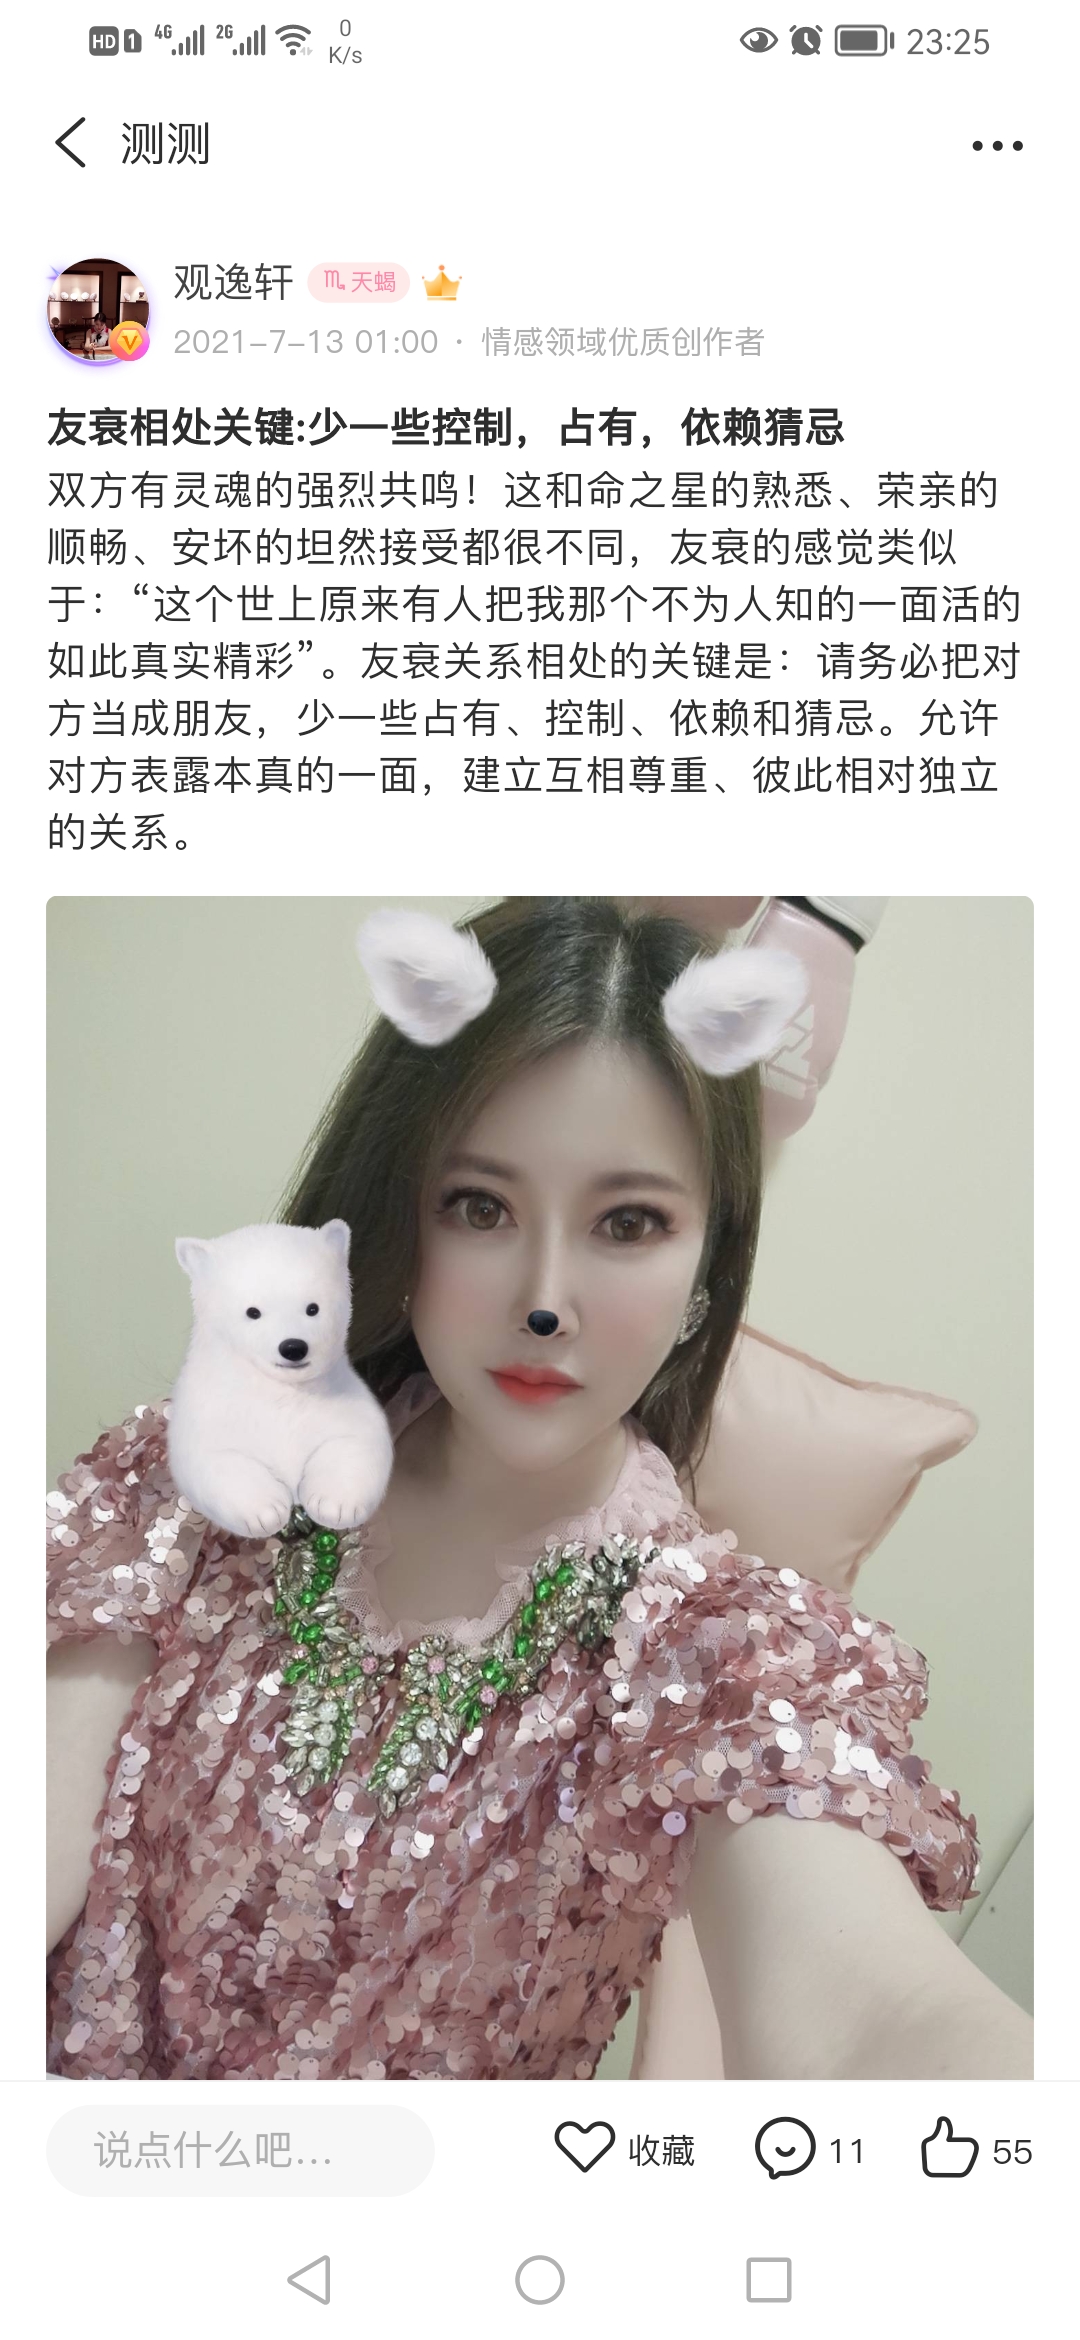 HD 1 4G 2G 0 K/s 23:25
测测
观逸轩 天蝎
2021-7-13 01:00 · 情感领域优质创作者
友衰相处关键:少一些控制，占有，依赖猜忌
双方有灵魂的强烈共鸣！这和命之星的熟悉、荣亲的
顺畅、安坏的坦然接受都很不同，友衰的感觉类似
于：“这个世上原来有人把我那个不为人知的一面活的
如此真实精彩”。友衰关系相处的关键是：请务必把对
方当成朋友，少一些占有、控制、依赖和猜忌。允许
对方表露本真的一面，建立互相尊重、彼此相对独立
的关系。
说点什么吧... 收藏 11 55